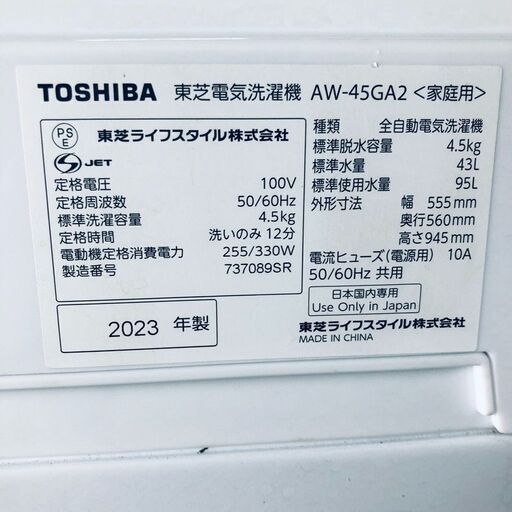 TOSHIBA 東芝電気洗濯機 AW-45GA2 <家庭用>
PS
E
東芝ライフスタイル株式会社
S JET
定格電圧 100V
定格周波数 50/60Hz
標準洗濯容量 4.5kg
定格時間 洗いのみ 12分
電動機定格消費電力 255/330W
製造番号 737089SR
2023 年製
種類 全自動電気洗濯機
標準脱水容量 4.5kg
標準水量 43L
標準使用水量 95L
外形寸法 幅 555mm
奥行560mm
高さ945mm
電流ヒューズ(電源用) 10A
50/60Hz 共用
日本国内専用
Use Only in Japan
東芝ライフスタイル株式会社
MADE IN CHINA